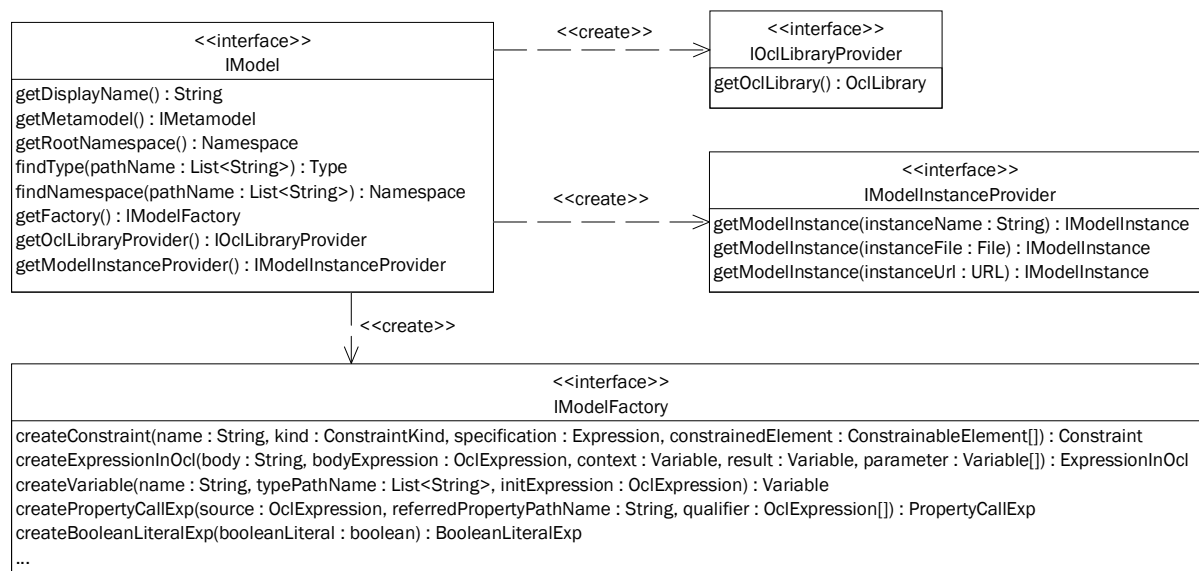 <<interface>>
IModel
getDisplayName() : String
getMetamodel() : IMetamodel
getRootNamespace() : Namespace
findType(pathName : List<String>) : Type
findNamespace(pathName : List<String>) : Namespace
getFactory() : IModelFactory
getOclLibraryProvider() : IOclLibraryProvider
getModelInstanceProvider() : IModelInstanceProvider
<<create>>
<<interface>>
IOclLibraryProvider
getOclLibrary() : OclLibrary
<<create>>
<<interface>>
IModelInstanceProvider
getModelInstance(instanceName : String) : IModelInstance
getModelInstance(instanceFile : File) : IModelInstance
getModelInstance(instanceUrl : URL) : IModelInstance
<<create>>
<<interface>>
IModelFactory
createConstraint(name : String, kind : ConstraintKind, specification : Expression, constrainedElement : ConstrainableElement[]) : Constraint
createExpressionInOcl(body : String, bodyExpression : OclExpression, context : Variable, result : Variable, parameter : Variable[]) : ExpressionInOcl
createVariable(name : String, typePathName : List<String>, initExpression : OclExpression) : Variable
createPropertyCallExp(source : OclExpression, referredPropertyPathName : String, qualifier : OclExpression[]) : PropertyCallExp
createBooleanLiteralExp(booleanLiteral : boolean) : BooleanLiteralExp
...